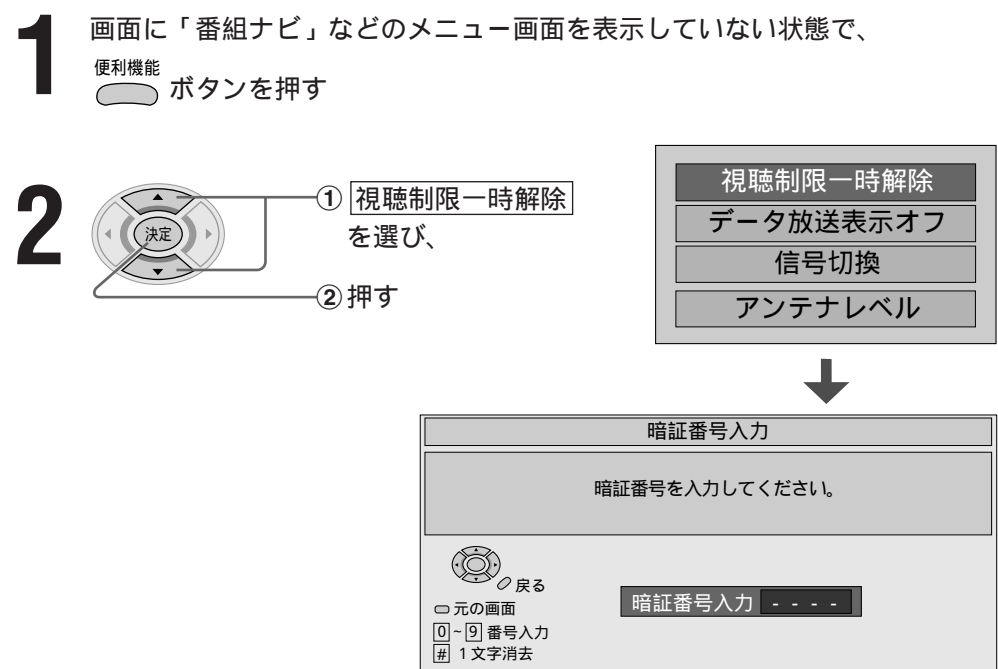 1
画面に「番組ナビ」などのメニュー画面を表示していない状態で、
便利機能
ボタンを押す
2
決定
① 視聴制限一時解除
を選び、
② 押す
視聴制限一時解除
データ放送表示オフ
信号切換
アンテナレベル
暗証番号入力
暗証番号を入力してください。
戻る
元の画面
0 ~ 9 番号入力
# 1文字消去
暗証番号入力 - - - -